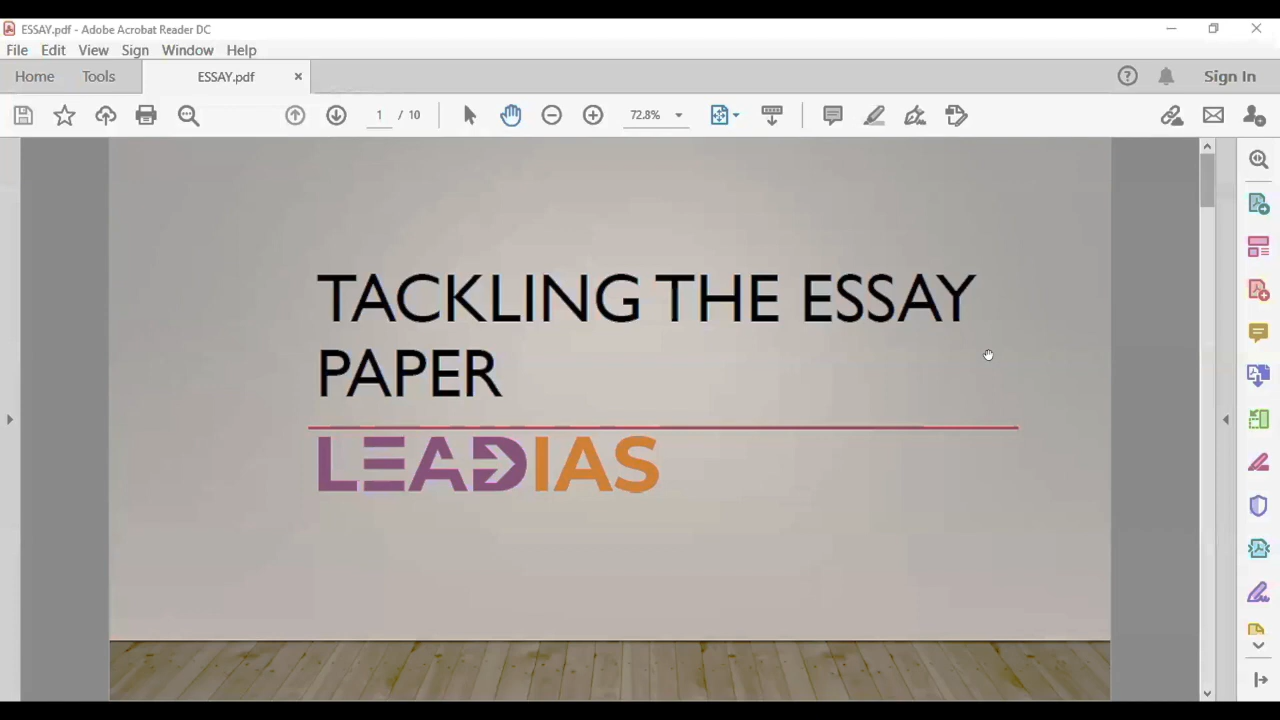 ESSAY.pdf - Adobe Acrobat Reader DC
File Edit View Sign Window Help
Home Tools ESSAY.pdf × Sign In
1 / 10 72.8%
TACKLING THE ESSAY
PAPER
LEADIAS